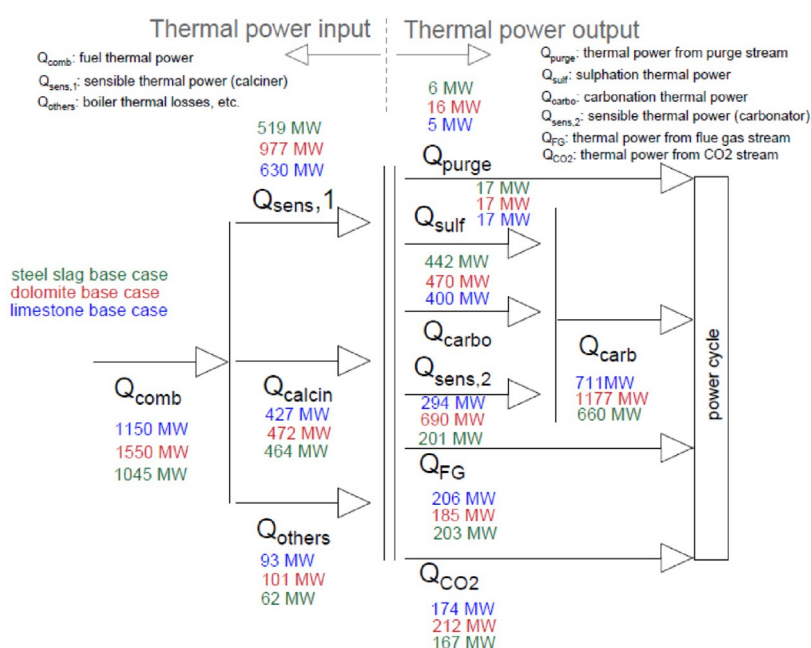 Thermal power input
Thermal power output
Qcomb: fuel thermal power
Qsens,1: sensible thermal power (calciner)
Qothers: boiler thermal losses, etc.
Qpurge: thermal power from purge stream
Qsulf: sulphation thermal power
Qcarbo: carbonation thermal power
Qsens,2: sensible thermal power (carbonator)
QFG: thermal power from flue gas stream
QCO2: thermal power from CO2 stream
6 MW
16 MW
5 MW
519 MW
977 MW
630 MW
Qpurge
Qsens,1
17 MW
17 MW
17 MW
Qsulf
steel slag base case
dolomite base case
limestone base case
442 MW
470 MW
400 MW
Qcarbo
Qcarb
711MW
1177 MW
660 MW
power cycle
Qcomb
1150 MW
1550 MW
1045 MW
Qcalcin
427 MW
472 MW
464 MW
Qsens,2
294 MW
690 MW
201 MW
QFG
206 MW
185 MW
203 MW
Qothers
93 MW
101 MW
62 MW
QCO2
174 MW
212 MW
167 MW